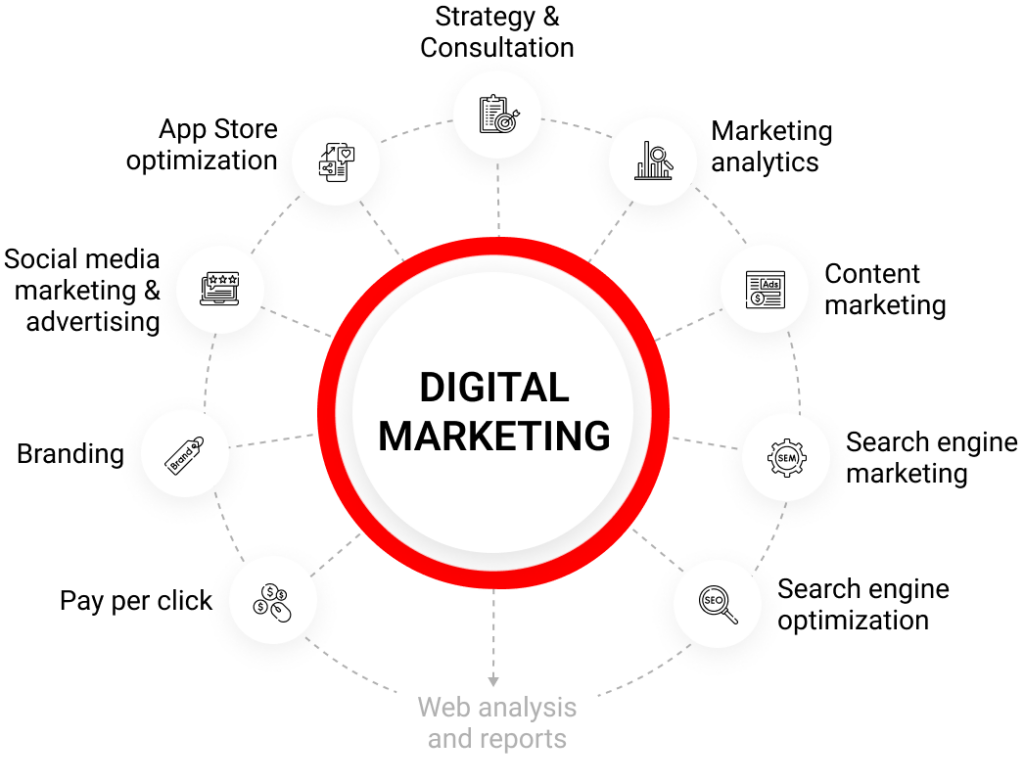 Strategy &
Consultation
Marketing
analytics
Content
marketing
Ads
Search engine
marketing
SEM
Search engine
optimization
SEO
Web analysis
and reports
Pay per click
Branding
Brand
Social media
marketing &
advertising
App Store
optimization
DIGITAL
MARKETING